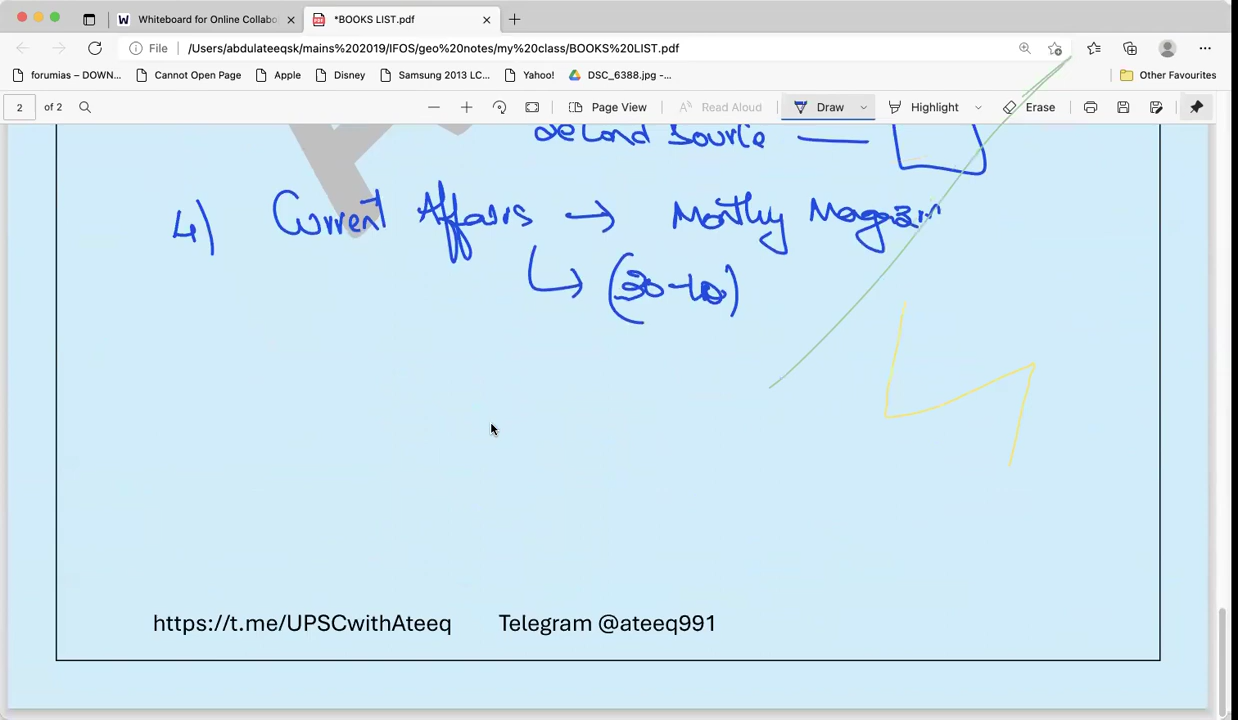 Whiteboard for Online Collabo
*BOOKS LIST.pdf
File /Users/abdulateeqsk/mains%202019/IFOS/geo%20notes/my%20class/BOOKS%20LIST.pdf
forumias – DOWN... Cannot Open Page Apple Disney Samsung 2013 LC... Yahoo! DSC_6388.jpg -... Other Favourites
2 of 2 Page View Read Aloud Draw Highlight Erase
second source
4) Current Affairs → Monthly Magazin
(30-40)
https://t.me/UPSCwithAteeq Telegram @ateeq991